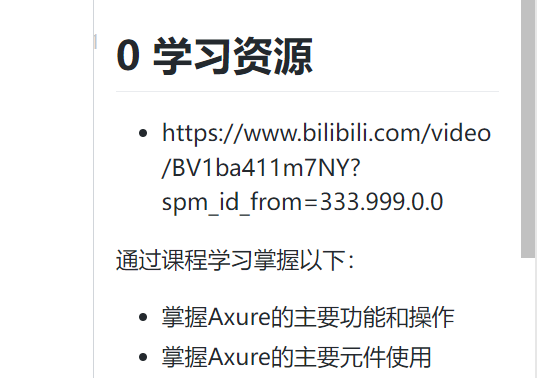 0 学习资源
https://www.bilibili.com/video
/BV1ba411m7NY?
spm_id_from=333.999.0.0
通过课程学习掌握以下：
掌握Axure的主要功能和操作
掌握Axure的主要元件使用